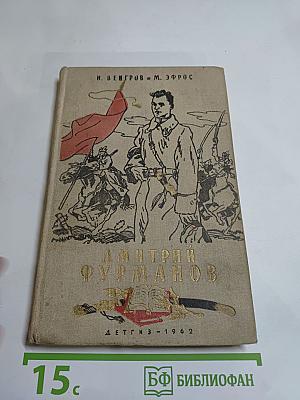 Н. ВЕНГРОВ и М. ЭФРОС
ДМИТРИЙ
ФУРМАНОВ
ДЕТГИЗ-1962
15с
БФ БИБЛИОФАН